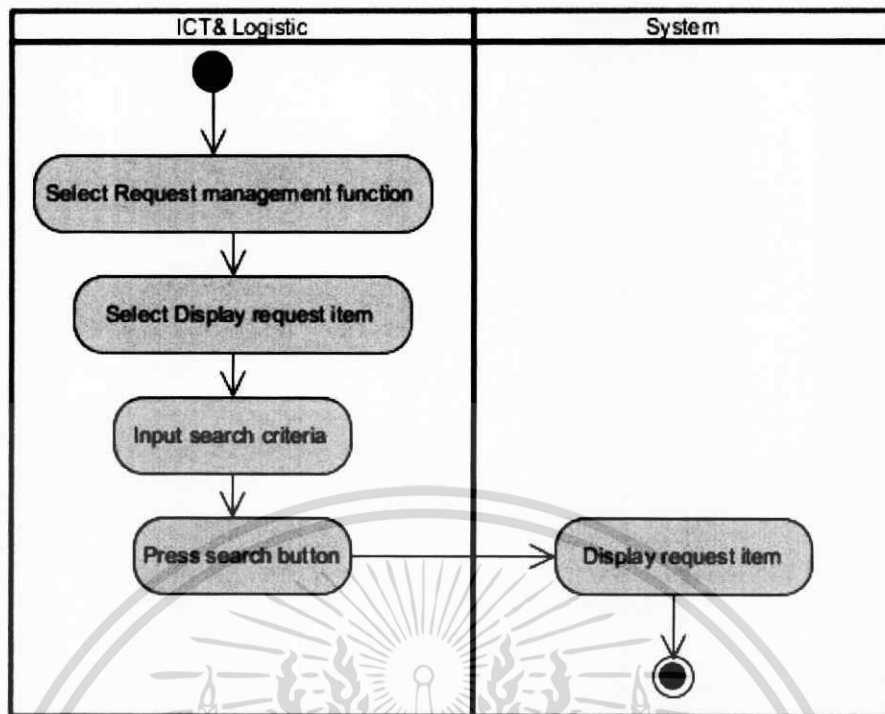 ICT& Logistic
System
Select Request management function
Select Display request item
Input search criteria
Press search button
Display request item